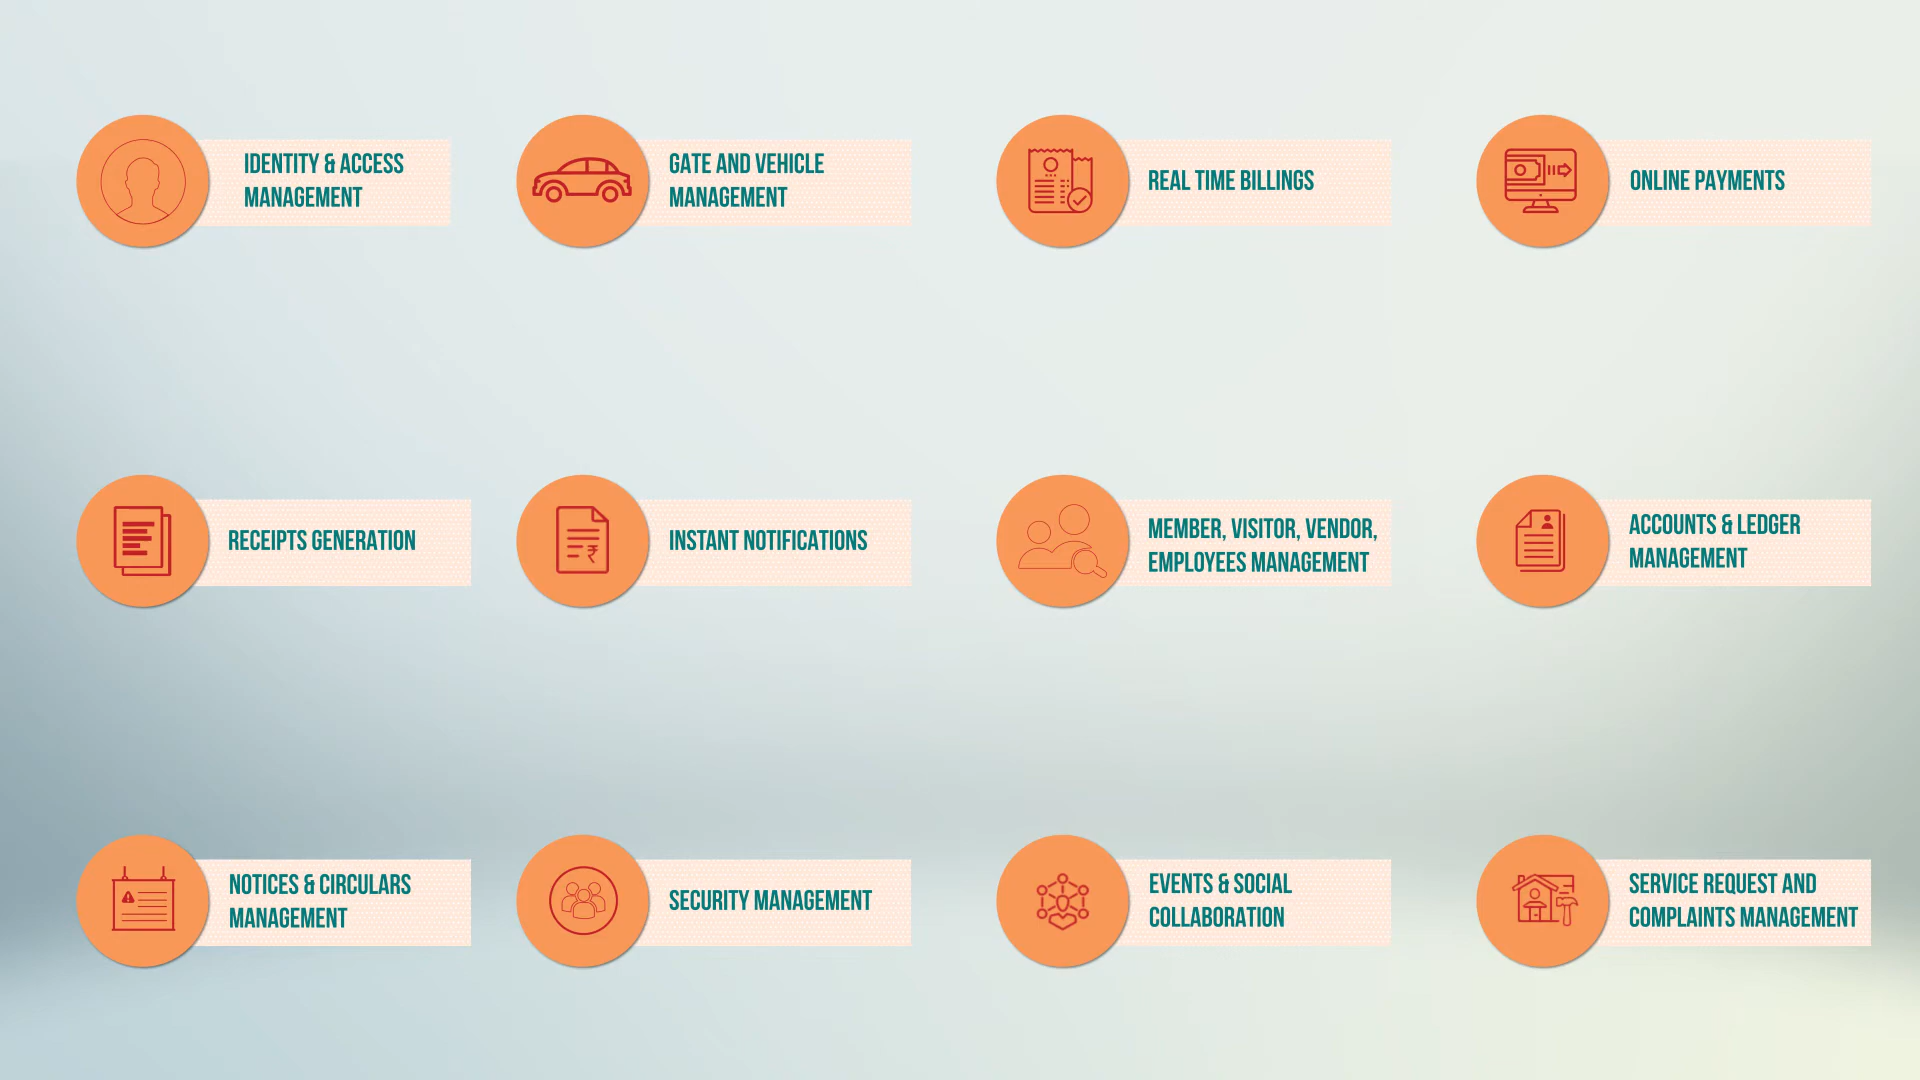 IDENTITY & ACCESS
MANAGEMENT
GATE AND VEHICLE
MANAGEMENT
REAL TIME BILLINGS
ONLINE PAYMENTS
RECEIPTS GENERATION
₹
INSTANT NOTIFICATIONS
MEMBER, VISITOR, VENDOR,
EMPLOYEES MANAGEMENT
ACCOUNTS & LEDGER
MANAGEMENT
NOTICES & CIRCULARS
MANAGEMENT
SECURITY MANAGEMENT
EVENTS & SOCIAL
COLLABORATION
SERVICE REQUEST AND
COMPLAINTS MANAGEMENT